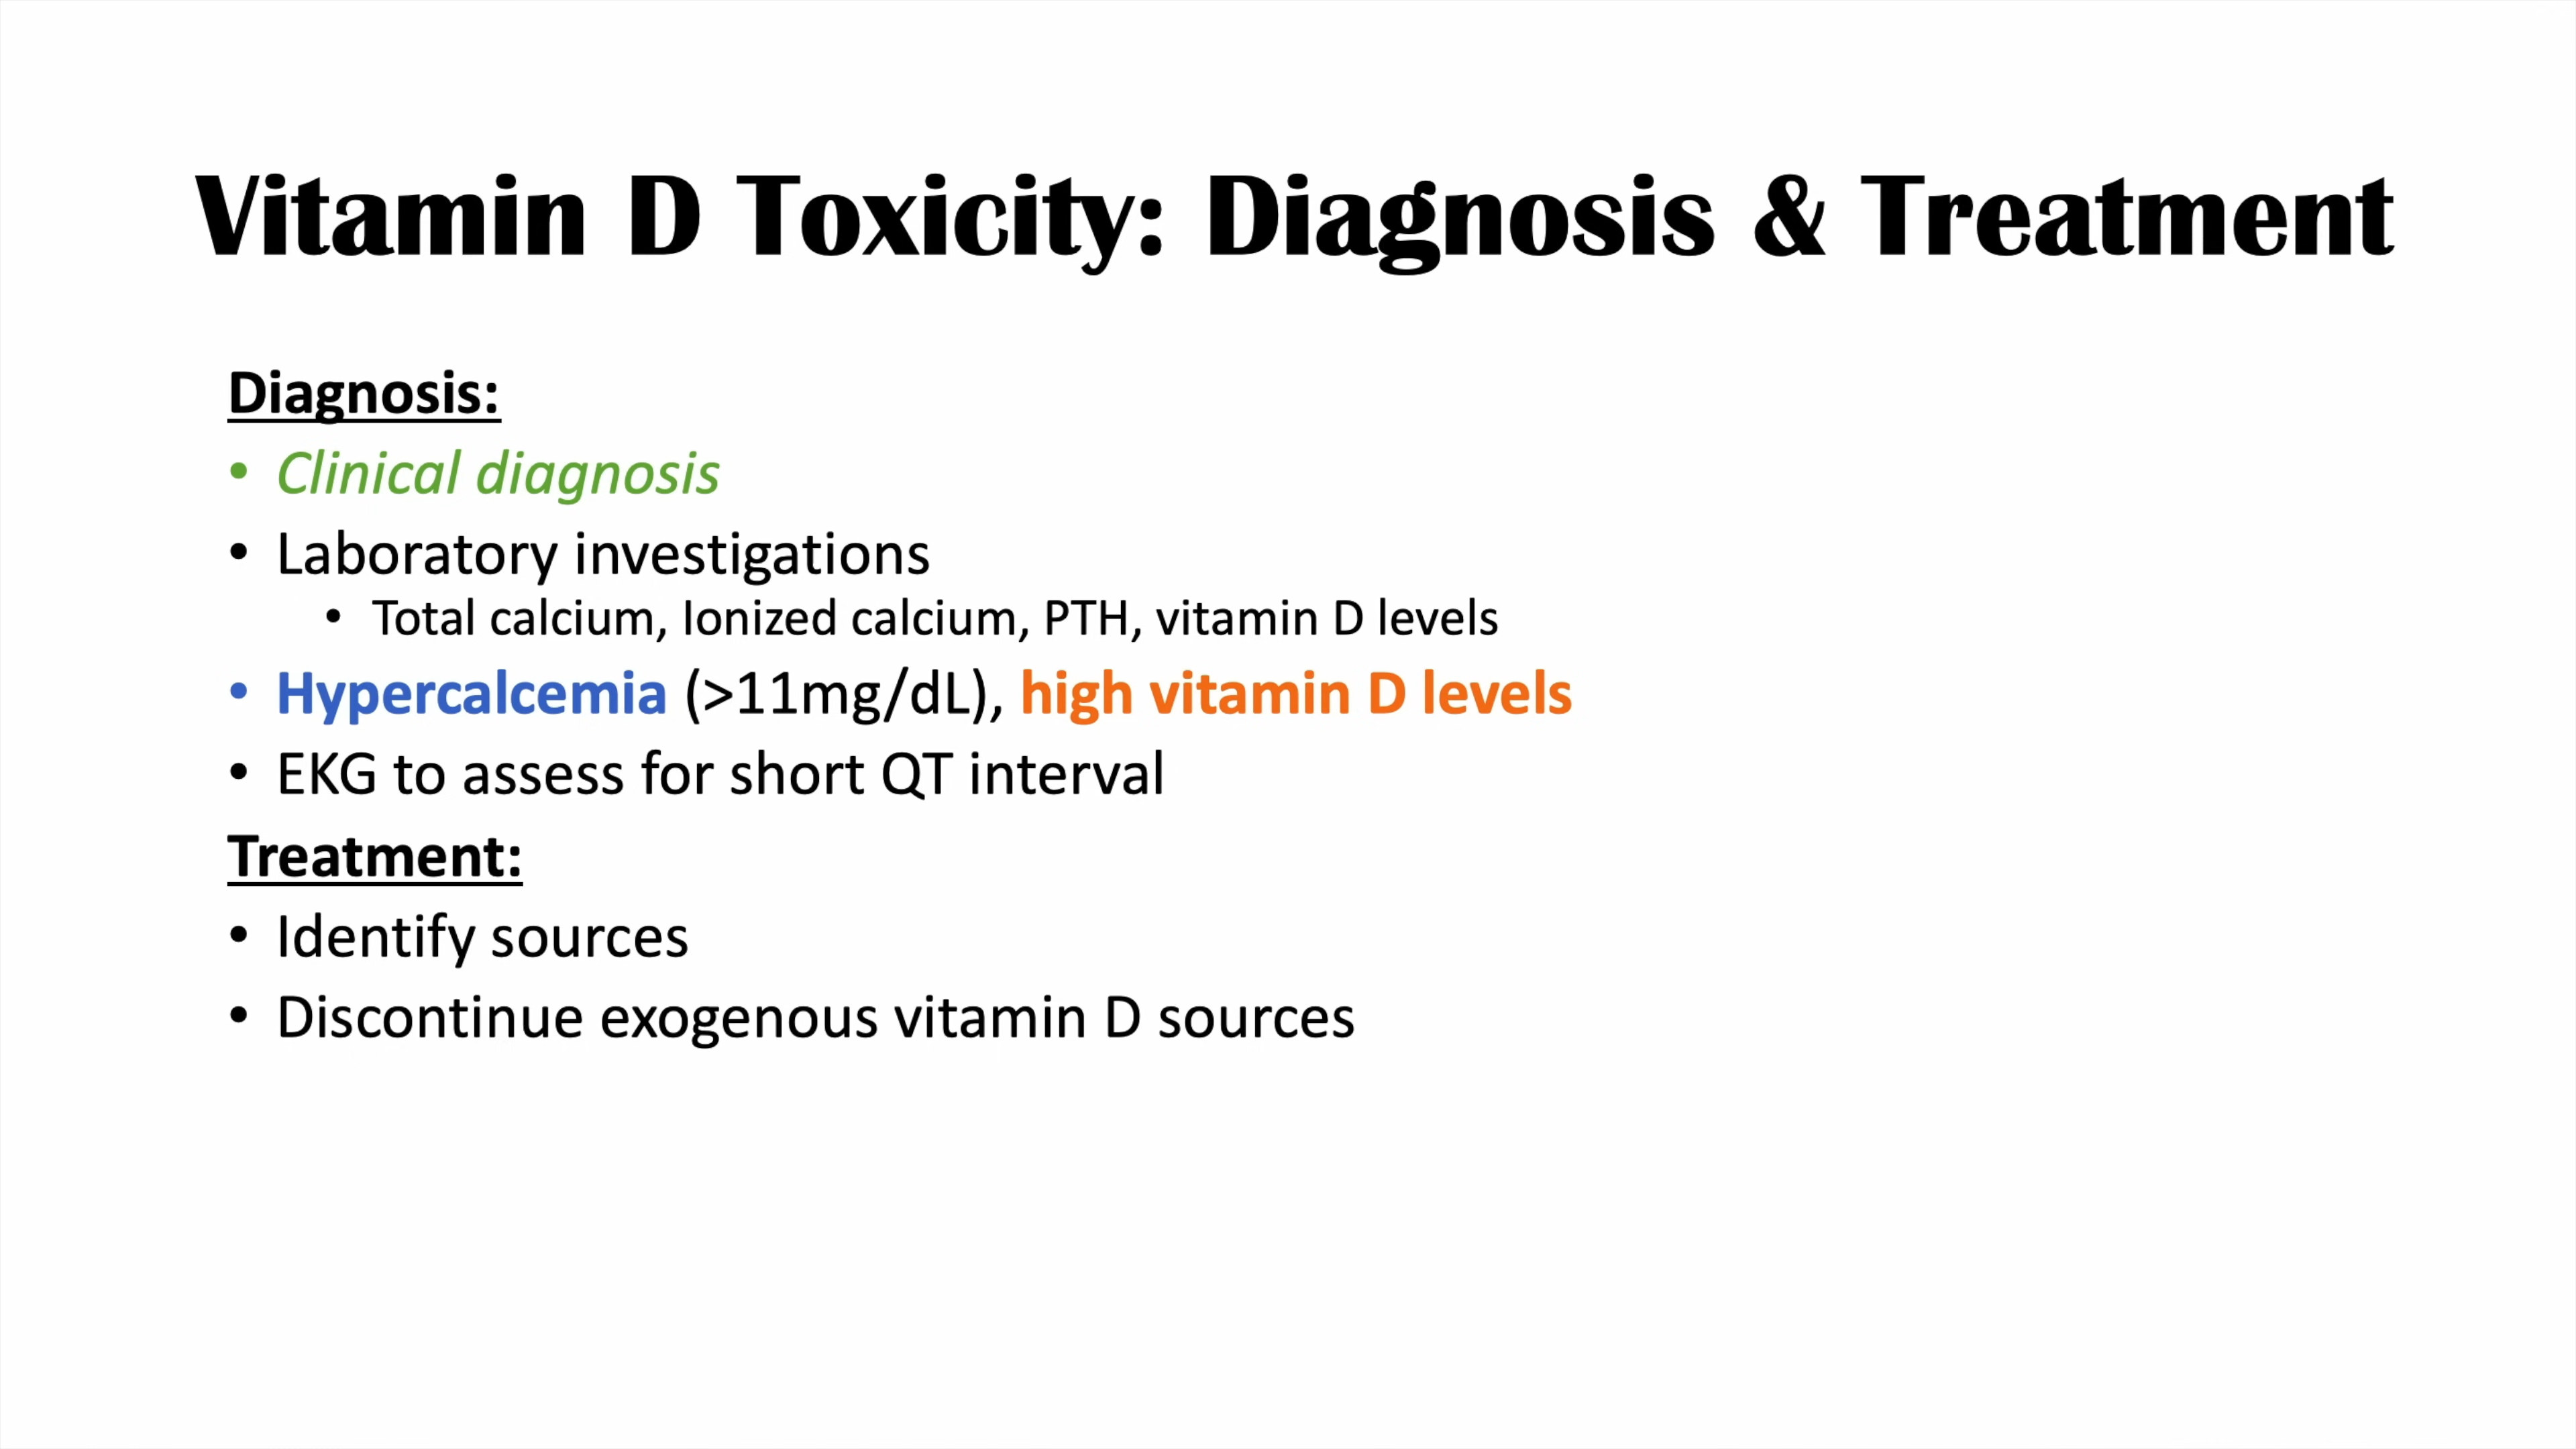 Vitamin D Toxicity: Diagnosis & Treatment
Diagnosis:
• Clinical diagnosis
• Laboratory investigations
• Total calcium, Ionized calcium, PTH, vitamin D levels
• Hypercalcemia (>11mg/dL), high vitamin D levels
• EKG to assess for short QT interval
Treatment:
• Identify sources
• Discontinue exogenous vitamin D sources